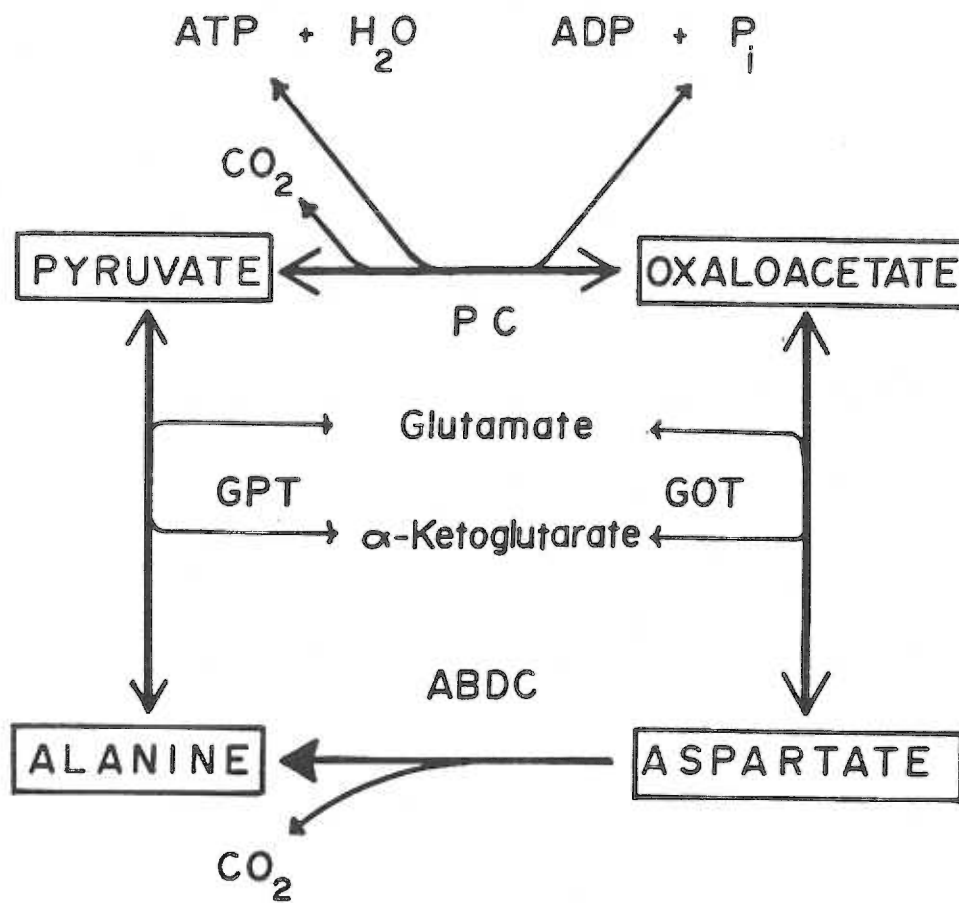 ATP + H₂O ADP + Pᵢ
CO₂
PYRUVATE OXALOACETATE
PC
Glutamate
GPT GOT
α-Ketoglutarate
ABDC
ALANINE ASPARTATE
CO₂